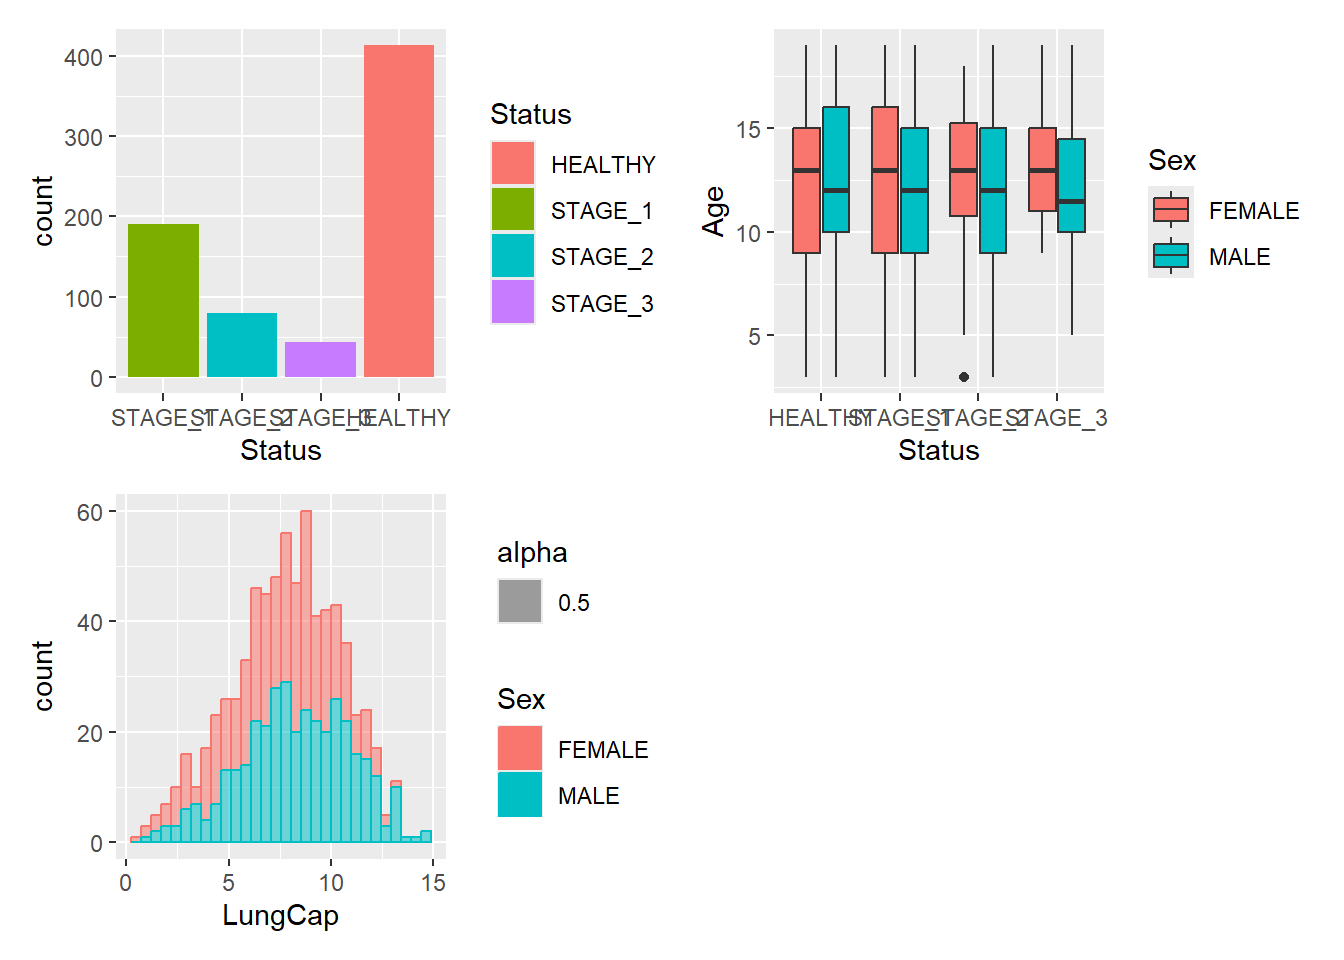 400
300
200
100
0
count
STAGE_1 STAGE_2 STAGE_3 HEALTHY
Status
Status
HEALTHY
STAGE_1
STAGE_2
STAGE_3
15
10
5
Age
HEALTHY STAGE_1 STAGE_2 STAGE_3
Status
Sex
FEMALE
MALE
60
40
20
0
count
0 5 10 15
LungCap
alpha
0.5
Sex
FEMALE
MALE